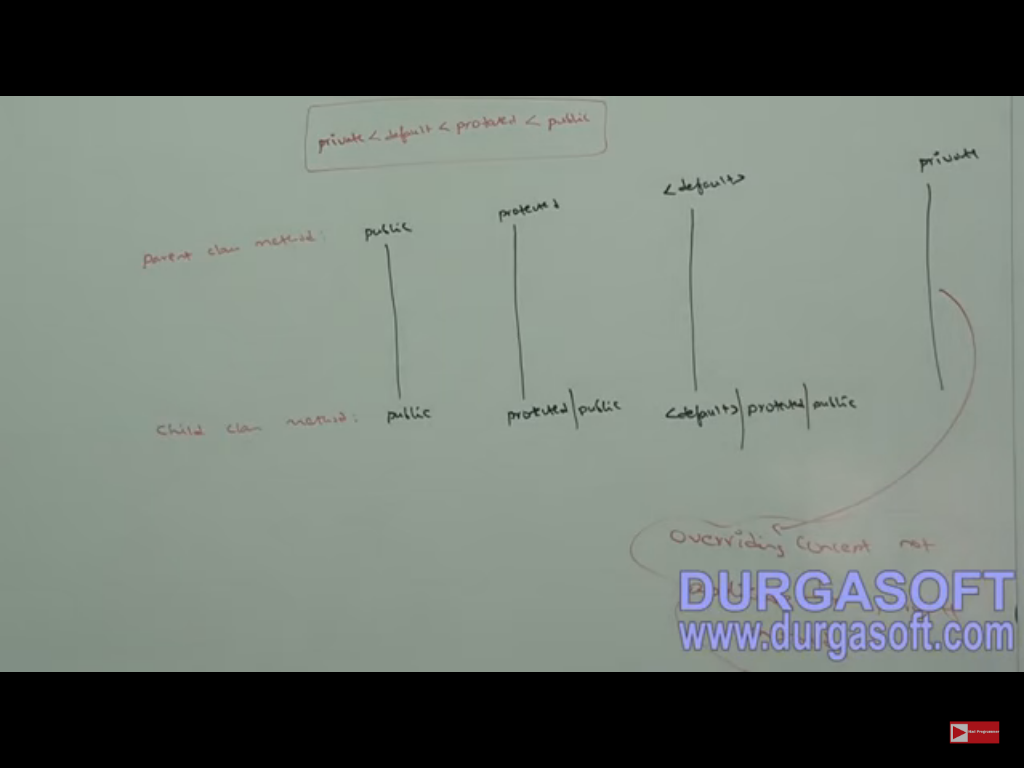 private < default < protected < public
parent class method: public protected <default> private
child class method: public protected | public <default> | protected | public
overriding concept not
DURGASOFT
www.durgasoft.com